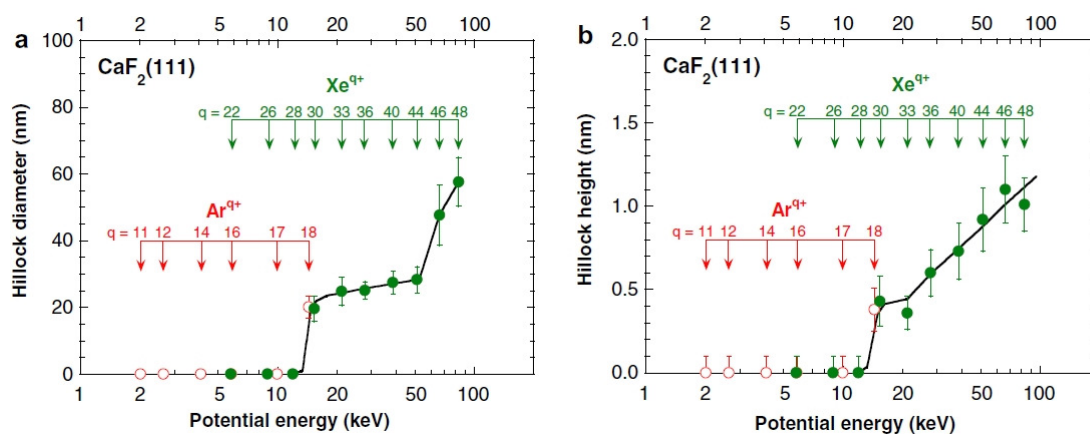 a
1 2 5 10 20 50 100
100
80
60
40
20
0
Hillock diameter (nm)
CaF2(111)
Xeq+
q = 22 26 28 30 33 36 40 44 46 48
Arq+
q = 11 12 14 16 17 18
1 2 5 10 20 50 100
Potential energy (keV)
b
1 2 5 10 20 50 100
2.0
1.5
1.0
0.5
0.0
Hillock height (nm)
CaF2(111)
Xeq+
q = 22 26 28 30 33 36 40 44 46 48
Arq+
q = 11 12 14 16 17 18
1 2 5 10 20 50 100
Potential energy (keV)